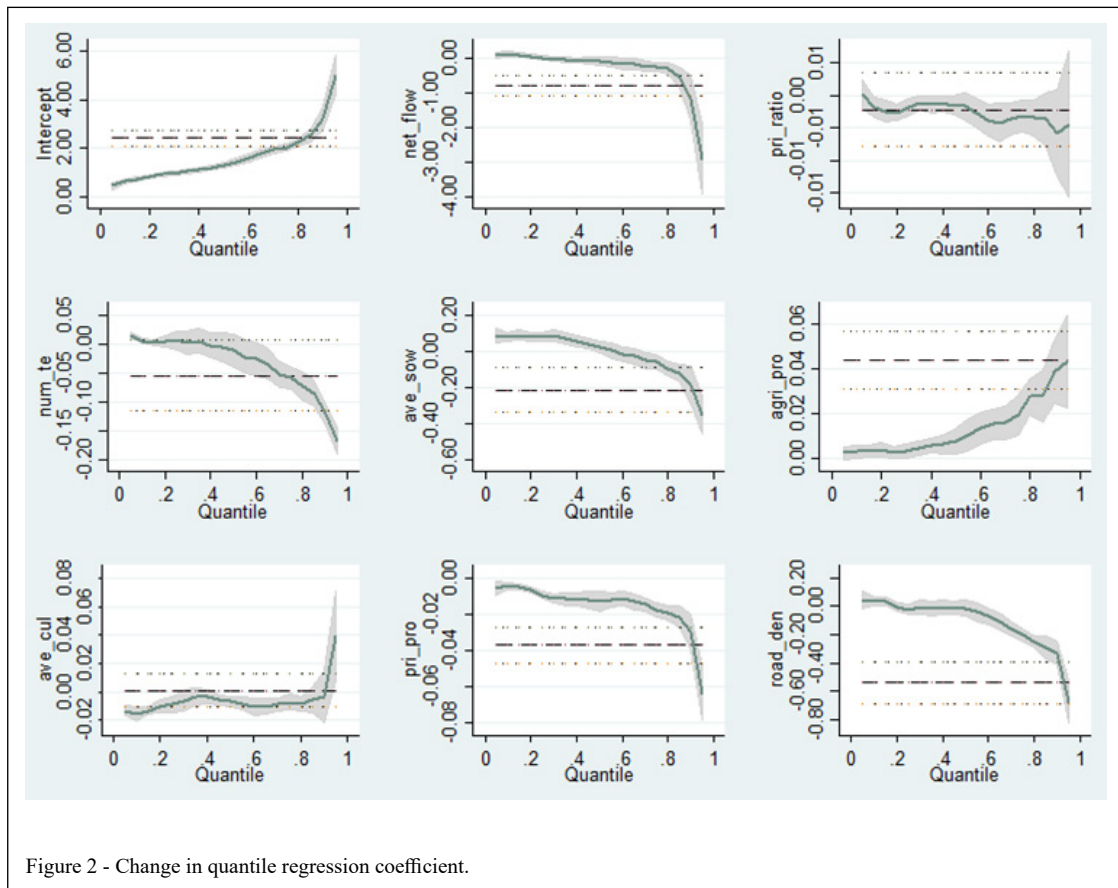 6.00
4.00
2.00
0.00
Intercept
0 .2 .4 .6 .8 1
Quantile
0.00
-1.00
-2.00
-3.00
-4.00
net_flow
0 .2 .4 .6 .8 1
Quantile
0.01
0.00
-0.01
-0.01
pri_ratio
0 .2 .4 .6 .8 1
Quantile
0.05
0.00
-0.05
-0.10
-0.15
-0.20
num_te
0 .2 .4 .6 .8 1
Quantile
0.20
0.00
-0.20
-0.40
-0.60
ave_sow
0 .2 .4 .6 .8 1
Quantile
0.06
0.04
0.02
0.00
agri_pro
0 .2 .4 .6 .8 1
Quantile
0.08
0.06
0.04
0.02
0.00
-0.02
ave_cul
0 .2 .4 .6 .8 1
Quantile
0.00
-0.02
-0.04
-0.06
-0.08
pri_pro
0 .2 .4 .6 .8 1
Quantile
0.20
0.00
-0.20
-0.40
-0.60
-0.80
road_den
0 .2 .4 .6 .8 1
Quantile
Figure 2 - Change in quantile regression coefficient.